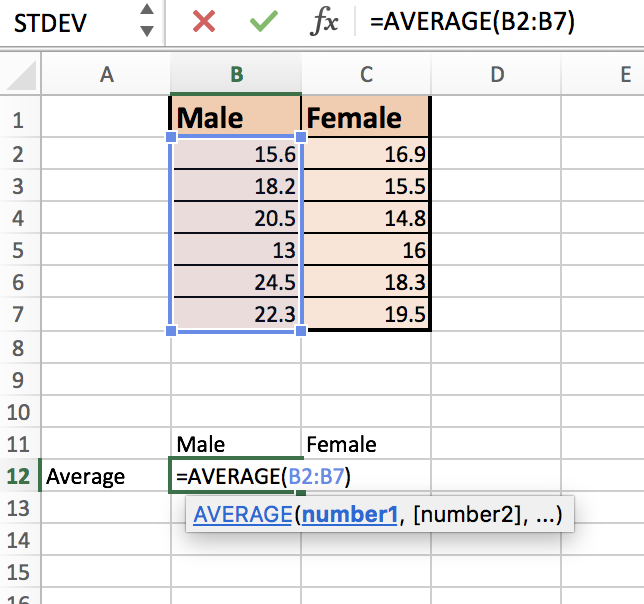 STDEV fx =AVERAGE(B2:B7)
A B C D E
1 Male Female
2 15.6 16.9
3 18.2 15.5
4 20.5 14.8
5 13 16
6 24.5 18.3
7 22.3 19.5
8
9
10
11 Male Female
12 Average =AVERAGE(B2:B7)
13 AVERAGE(number1, [number2], ...)
14
15
16